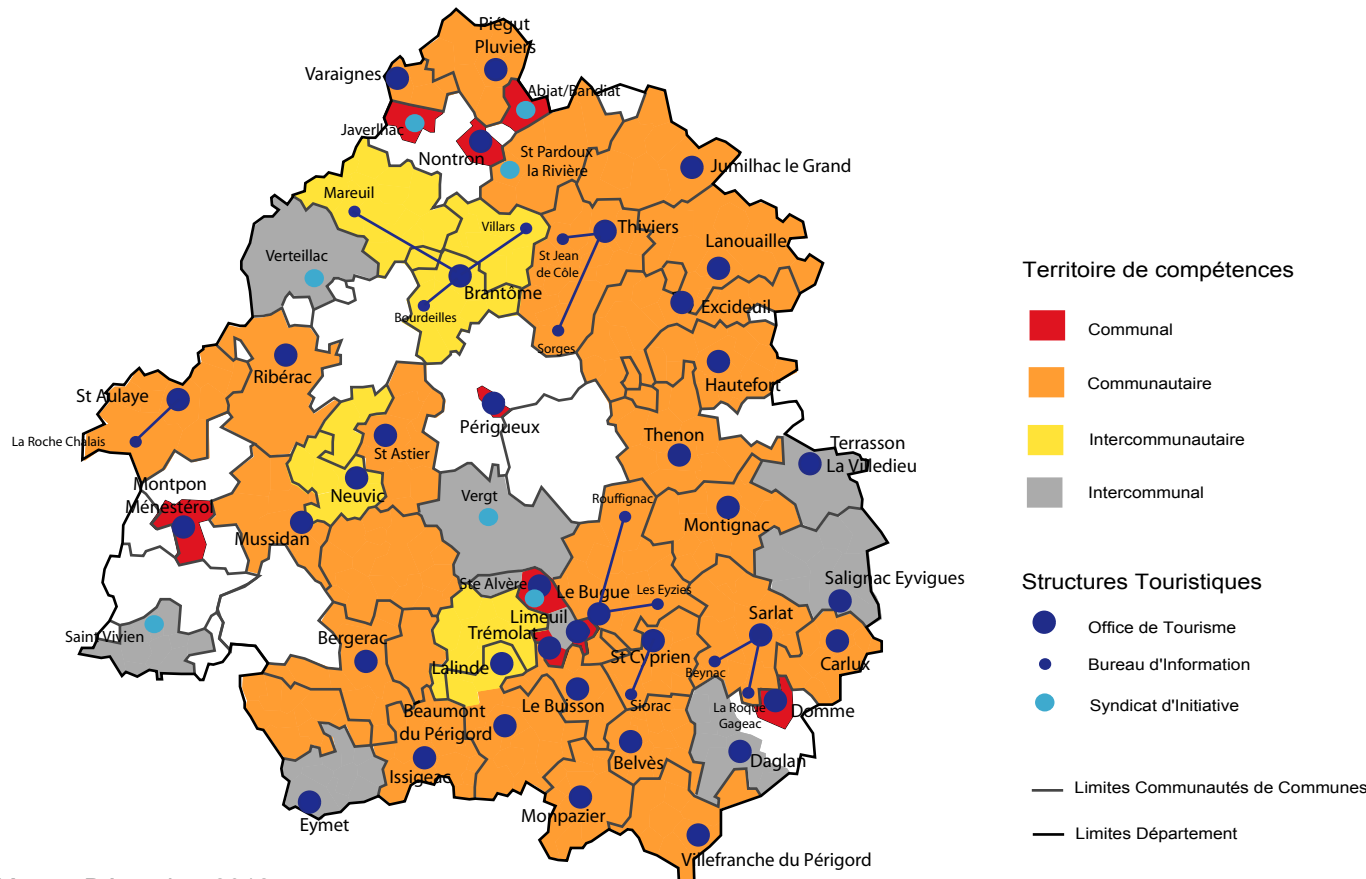 Piégut
Pluviers
Varaignes
Abjat/Bandiat
Javerlhac
Nontron
St Pardoux
la Rivière
Jumilhac le Grand
Mareuil
Villars
Thiviers
St Jean
de Côle
Lanouaille
Verteillac
Brantôme
Bourdeilles
Excideuil
Sorges
Ribérac
Hautefort
St Aulaye
La Roche Chalais
Périgueux
St Astier
Thenon
Terrasson
La Villedieu
Montpon
Ménestérol
Neuvic
Vergt
Rouffignac
Montignac
Mussidan
Ste Alvère
Le Bugue
Les Eyzies
Salignac Eyvigues
Saint Vivien
Limeuil
Trémolat
Sarlat
Bergerac
Lalinde
St Cyprien
Beynac
Carlux
Le Buisson
Siorac
La Roque
Gageac
Domme
Beaumont
du Périgord
Belvès
Daglan
Issigeac
Eymet
Monpazier
Villefranche du Périgord
Territoire de compétences
Communal
Communautaire
Intercommunautaire
Intercommunal
Structures Touristiques
Office de Tourisme
Bureau d'Information
Syndicat d'Initiative
Limites Communautés de Communes
Limites Département